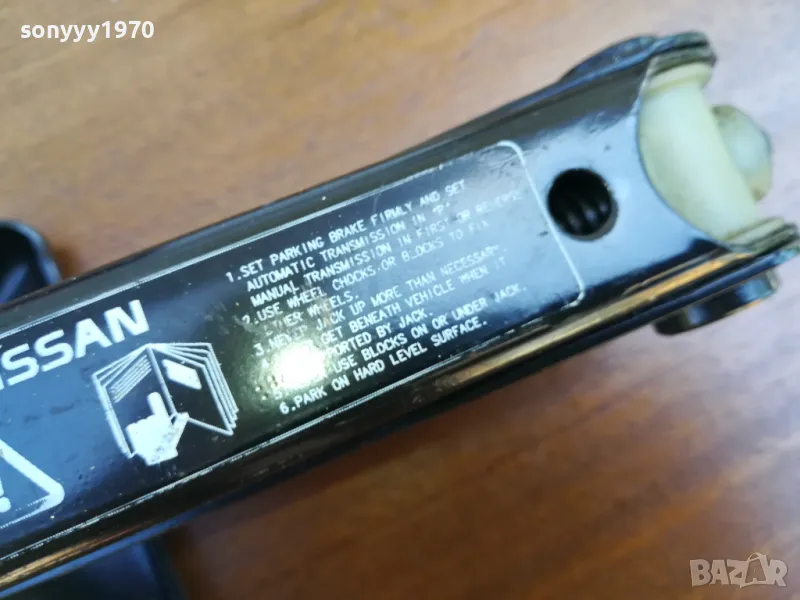 sonyyy1970
1.SET PARKING BRAKE FIRMLY AND SET
AUTOMATIC TRANSMISSION IN "P",
MANUAL TRANSMISSION IN FIRST OR REVERSE
2.USE WHEEL CHOCKS.OR BLOCKS TO FIX
WHEELS.
3.NEVER JACK UP MORE THAN NECESSARY
GET BENEATH VEHICLE WHEN IT
BY JACK.
USE BLOCKS ON OR UNDER JACK.
6.PARK ON HARD LEVEL SURFACE.
NISSAN
BAZAR